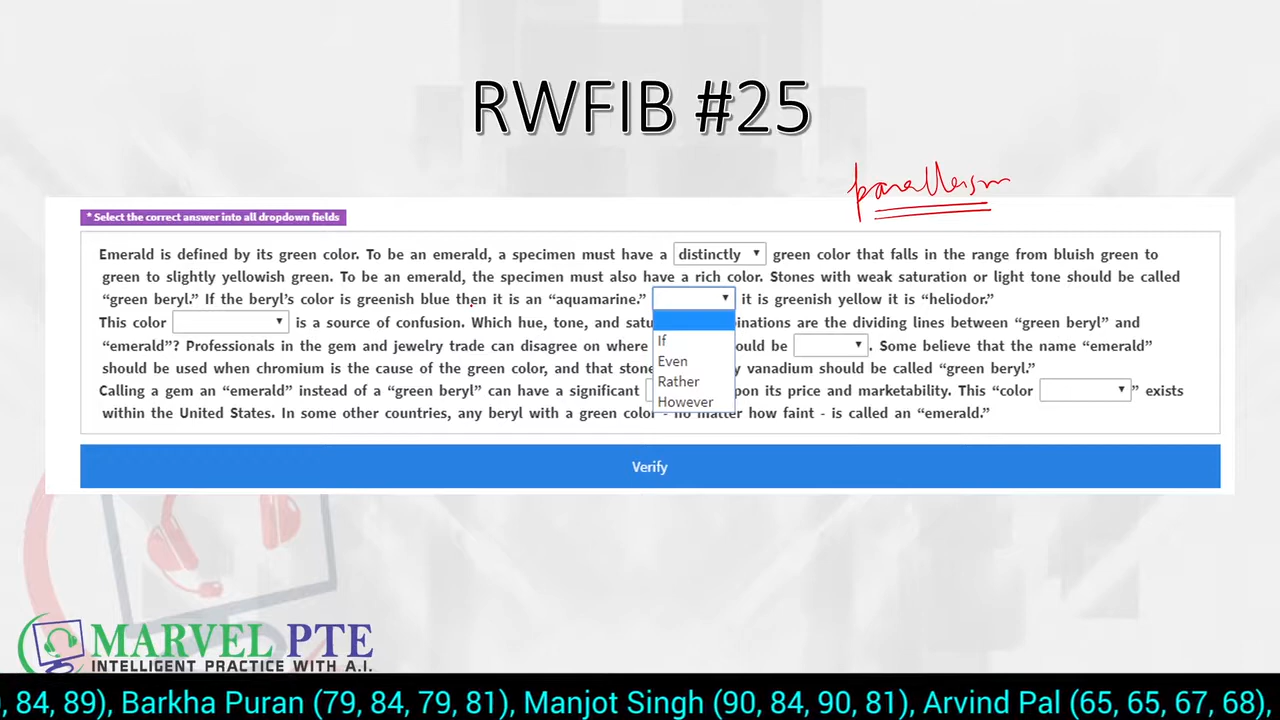 RWFIB #25
parallelism
* Select the correct answer into all dropdown fields
Emerald is defined by its green color. To be an emerald, a specimen must have a distinctly green color that falls in the range from bluish green to
green to slightly yellowish green. To be an emerald, the specimen must also have a rich color. Stones with weak saturation or light tone should be called
“green beryl.” If the beryl’s color is greenish blue then it is an “aquamarine.” it is greenish yellow it is “heliodor.”
This color is a source of confusion. Which hue, tone, and satu inations are the dividing lines between “green beryl” and
“emerald”? Professionals in the gem and jewelry trade can disagree on where ould be . Some believe that the name “emerald”
should be used when chromium is the cause of the green color, and that stone y vanadium should be called “green beryl.”
Calling a gem an “emerald” instead of a “green beryl” can have a significant pon its price and marketability. This “color ” exists
within the United States. In some other countries, any beryl with a green color - no matter how faint - is called an “emerald.”
If
Even
Rather
However
Verify
MARVEL PTE
INTELLIGENT PRACTICE WITH A.I.
, 84, 89), Barkha Puran (79, 84, 79, 81), Manjot Singh (90, 84, 90, 81), Arvind Pal (65, 65, 67, 68),